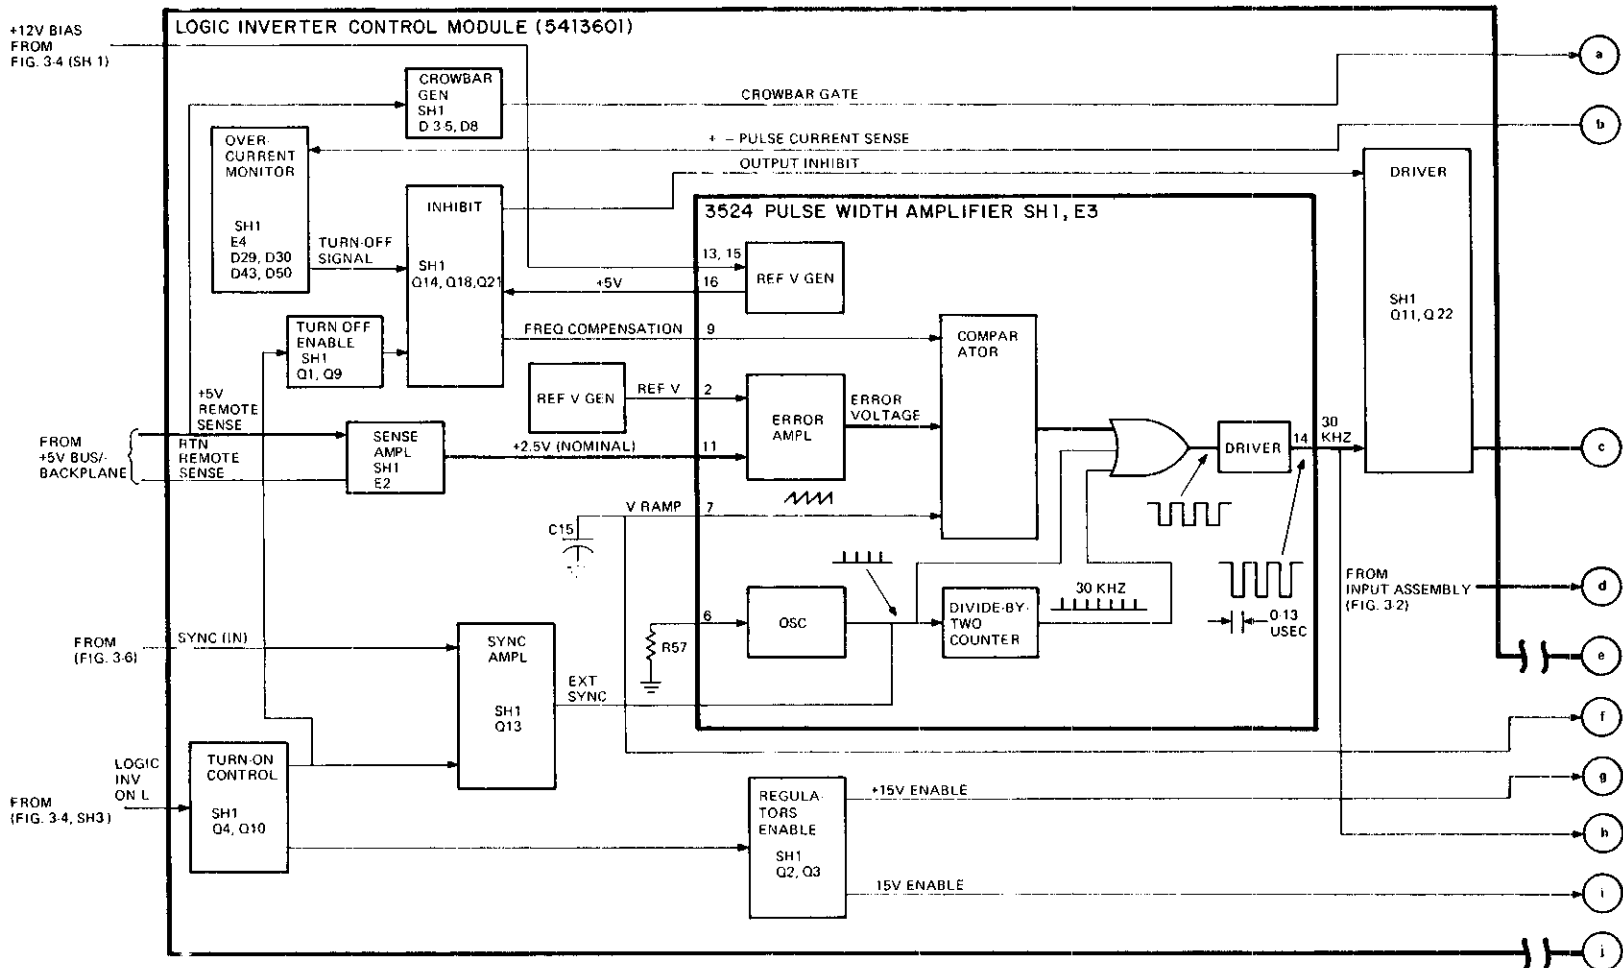 +12V BIAS
FROM
FIG. 3-4 (SH 1)
LOGIC INVERTER CONTROL MODULE (5413601)
CROWBAR
GEN
SH1
D 3-5, D8
CROWBAR GATE
a
OVER-
CURRENT
MONITOR
SH1
E4
D29, D30
D43, D50
+ – PULSE CURRENT SENSE
b
OUTPUT INHIBIT
DRIVER
SH1
Q11, Q22
INHIBIT
SH1
Q14, Q18, Q21
TURN-OFF
SIGNAL
3524 PULSE WIDTH AMPLIFIER SH1, E3
13, 15
16
+5V
REF V GEN
TURN OFF
ENABLE
SH1
Q1, Q9
FREQ COMPENSATION
9
COMPAR
ATOR
REF V GEN
REF V
2
ERROR
AMPL
ERROR
VOLTAGE
+5V
REMOTE
SENSE
FROM
+5V BUS/-
BACKPLANE
RTN
REMOTE
SENSE
SENSE
AMPL
SH1
E2
+2.5V (NOMINAL)
11
DRIVER
14
30
KHZ
c
C15
V RAMP
7
FROM
INPUT ASSEMBLY
(FIG. 3-2)
d
6
R57
OSC
DIVIDE-BY-
TWO
COUNTER
30 KHZ
0-13
USEC
FROM
(FIG. 3-6)
SYNC (IN)
SYNC
AMPL
SH1
Q13
EXT
SYNC
e
f
LOGIC
INV
ON L
FROM
(FIG. 3-4, SH3)
TURN-ON
CONTROL
SH1
Q4, Q10
REGULA-
TORS
ENABLE
SH1
Q2, Q3
+15V ENABLE
g
h
15V ENABLE
i
j